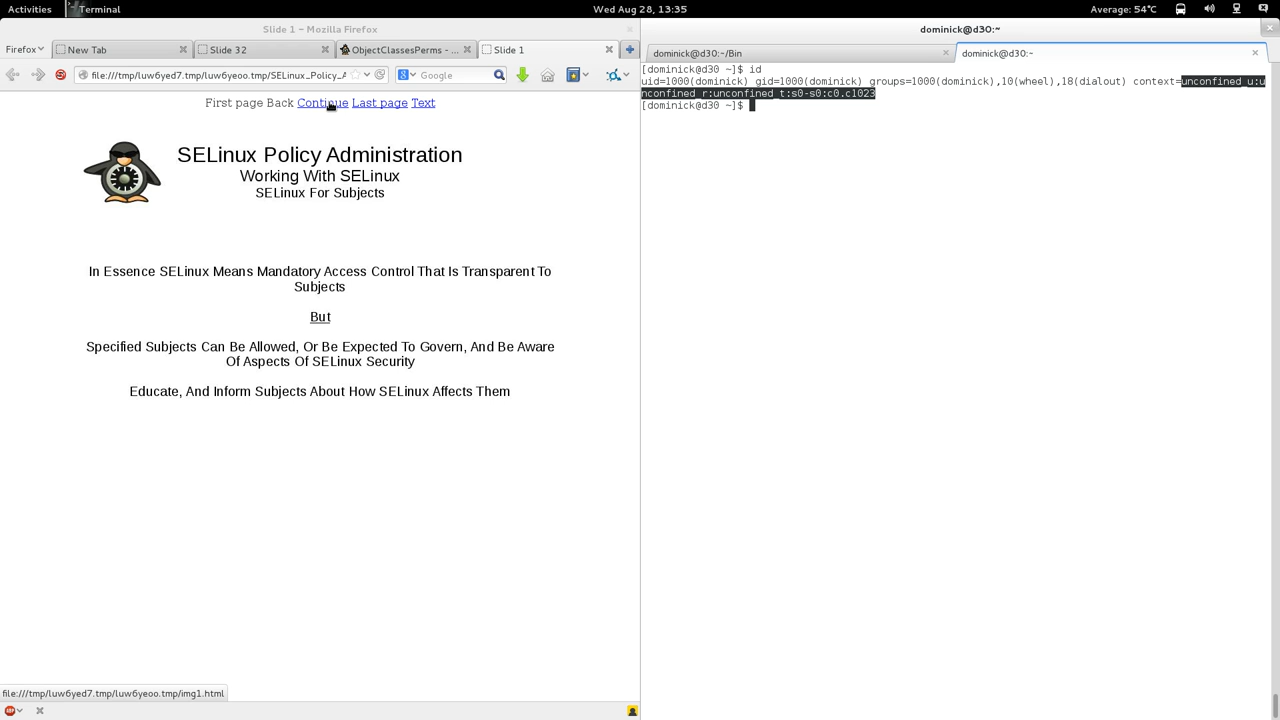 Activities Terminal Wed Aug 28, 13:35 Average: 54°C
Slide 1 - Mozilla Firefox
Firefox New Tab Slide 32 ObjectClassesPerms - ... Slide 1
file:///tmp/luw6yed7.tmp/luw6yeoo.tmp/SELinux_Policy_A Google
First page Back Continue Last page Text
SELinux Policy Administration
Working With SELinux
SELinux For Subjects
In Essence SELinux Means Mandatory Access Control That Is Transparent To
Subjects
But
Specified Subjects Can Be Allowed, Or Be Expected To Govern, And Be Aware
Of Aspects Of SELinux Security
Educate, And Inform Subjects About How SELinux Affects Them
file:///tmp/luw6yed7.tmp/luw6yeoo.tmp/img1.html
dominick@d30:~
dominick@d30:~/Bin dominick@d30:~
[dominick@d30 ~]$ id
uid=1000(dominick) gid=1000(dominick) groups=1000(dominick),10(wheel),18(dialout) context=unconfined_u:u
nconfined_r:unconfined_t:s0-s0:c0.c1023
[dominick@d30 ~]$